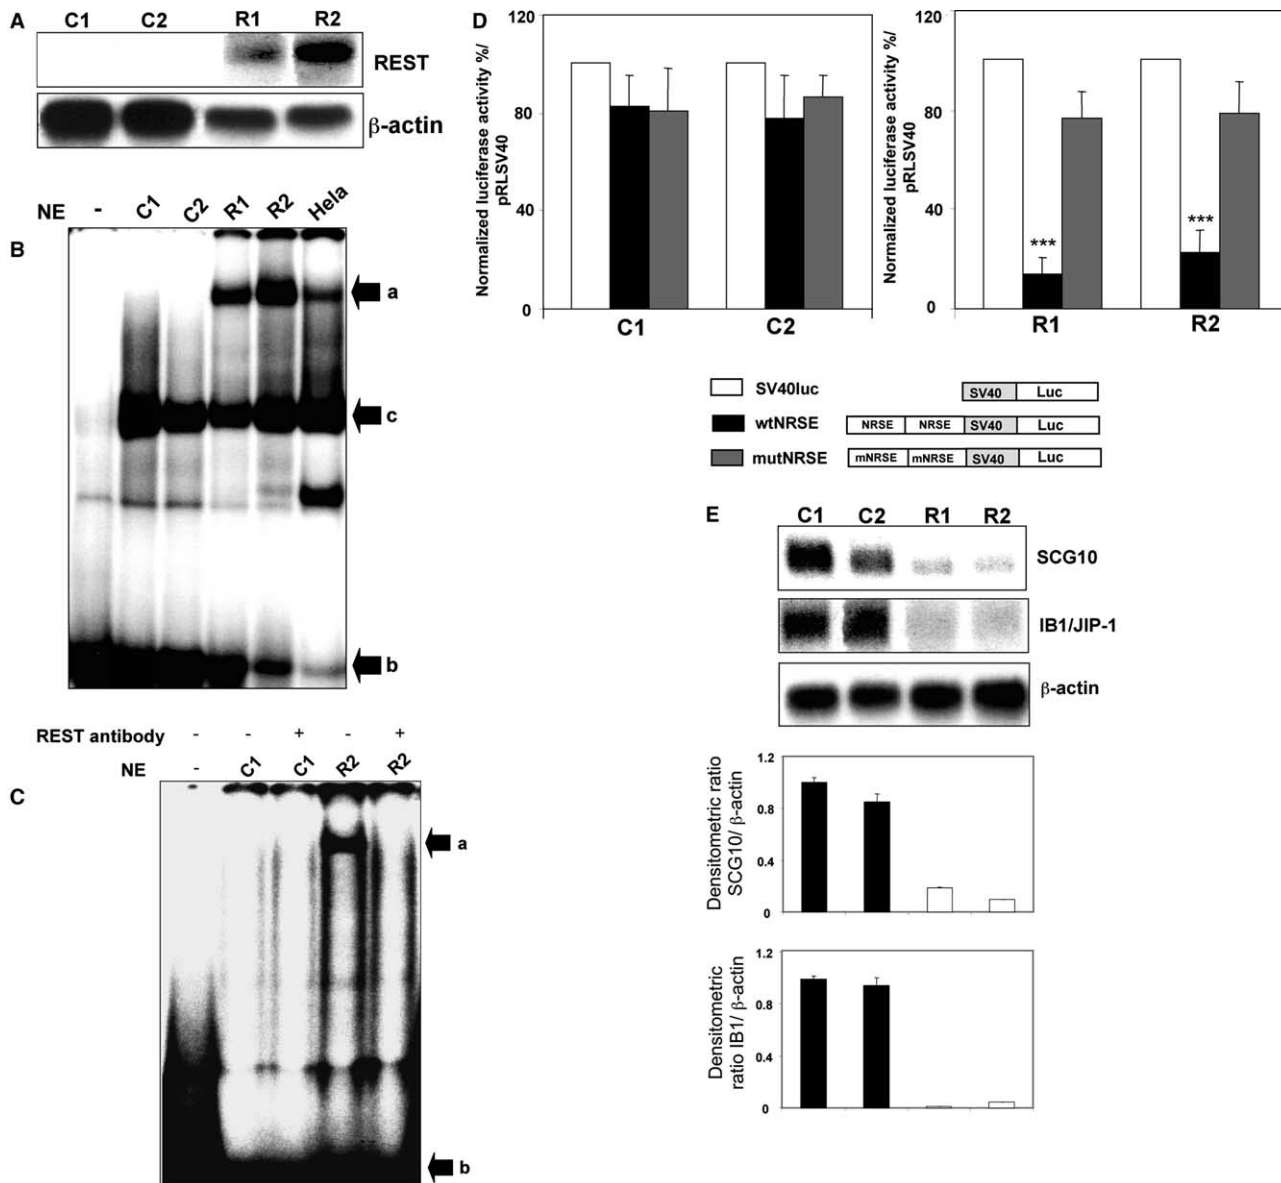 A
C1 C2 R1 R2
REST
β-actin
B
NE - C1 C2 R1 R2 Hela
a
c
b
C
REST antibody - - + - +
NE - C1 C1 R2 R2
a
b
D
Normalized luciferase activity %/
pRLSV40
120
80
40
0
C1 C2
Normalized luciferase activity %/
pRLSV40
120
80
40
0
*** ***
R1 R2
SV40luc SV40 Luc
wtNRSE NRSE NRSE SV40 Luc
mutNRSE mNRSE mNRSE SV40 Luc
E
C1 C2 R1 R2
SCG10
IB1/JIP-1
β-actin
Densitometric ratio
SCG10/ β-actin
1.2
0.8
0.4
0
Densitometric
ratio IB1/ β-actin
1.2
0.8
0.4
0